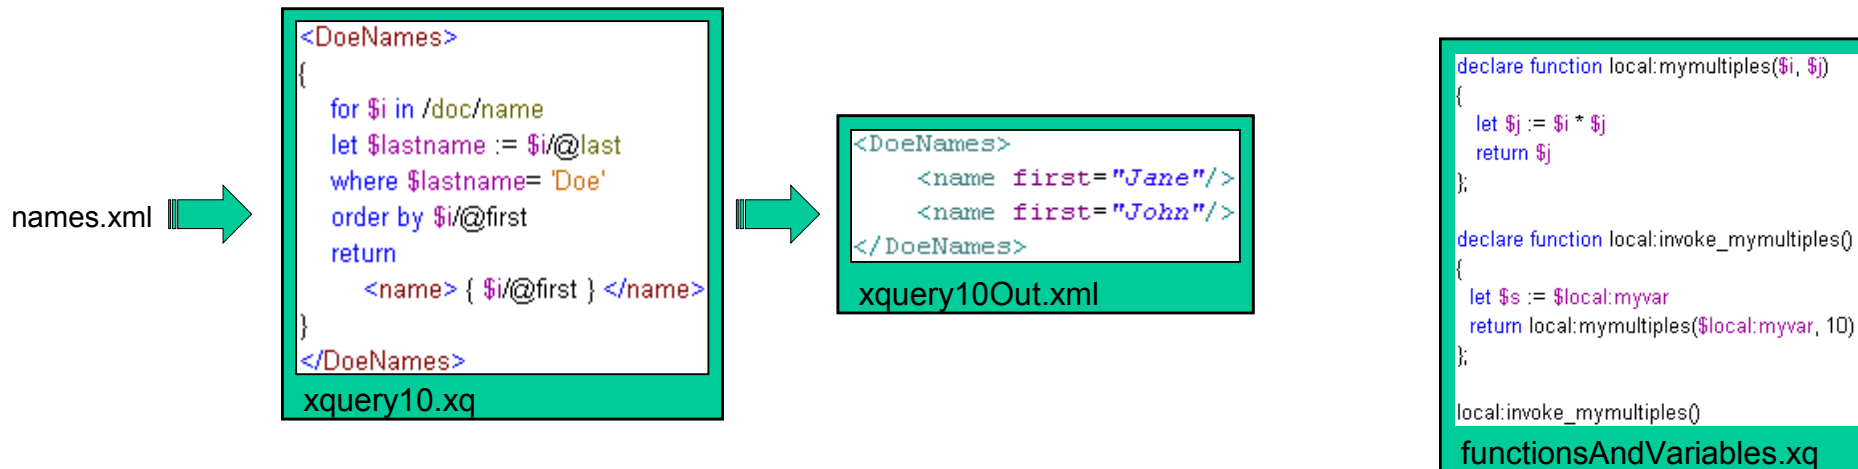 names.xml
<DoeNames>
{
for $i in /doc/name
let $lastname := $i/@last
where $lastname= 'Doe'
order by $i/@first
return
<name> { $i/@first } </name>
}
</DoeNames>
xquery10.xq
<DoeNames>
<name first="Jane"/>
<name first="John"/>
</DoeNames>
xquery10Out.xml
declare function local:mymultiples($i, $j)
{
let $j := $i * $j
return $j
};
declare function local:invoke_mymultiples()
{
let $s := $local:myvar
return local:mymultiples($local:myvar, 10)
};
local:invoke_mymultiples()
functionsAndVariables.xq